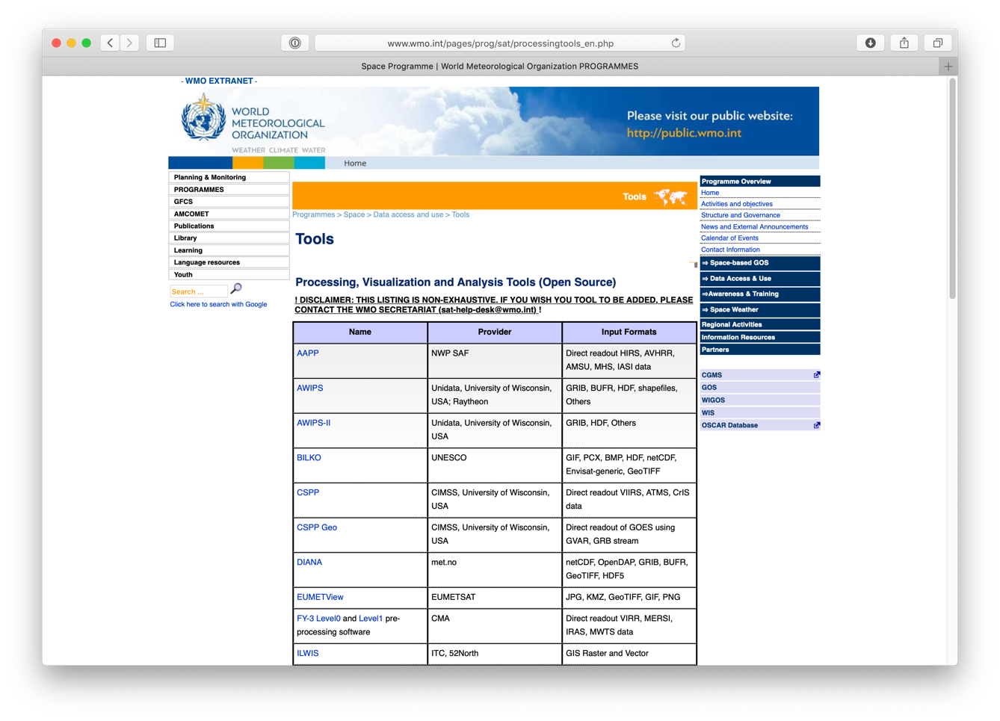 www.wmo.int/pages/prog/sat/processingtools_en.php
Space Programme | World Meteorological Organization PROGRAMMES
- WMO EXTRANET -
WORLD
METEOROLOGICAL
ORGANIZATION
WEATHER CLIMATE WATER
Please visit our public website:
http://public.wmo.int
Home
Planning & Monitoring
PROGRAMMES
GFCS
AMCOMET
Publications
Library
Learning
Language resources
Youth
Search ...
Click here to search with Google
Tools
Programmes > Space > Data access and use > Tools
Tools
Processing, Visualization and Analysis Tools (Open Source)
! DISCLAIMER: THIS LISTING IS NON-EXHAUSTIVE. IF YOU WISH YOU TOOL TO BE ADDED, PLEASE
CONTACT THE WMO SECRETARIAT (sat-help-desk@wmo.int) !
Name Provider Input Formats
AAPP NWP SAF Direct readout HIRS, AVHRR,
AMSU, MHS, IASI data
AWIPS Unidata, University of Wisconsin, GRIB, BUFR, HDF, shapefiles,
USA; Raytheon Others
AWIPS-II Unidata, University of Wisconsin, GRIB, HDF, Others
USA
BILKO UNESCO GIF, PCX, BMP, HDF, netCDF,
Envisat-generic, GeoTIFF
CSPP CIMSS, University of Wisconsin, Direct readout VIIRS, ATMS, CrIS
USA data
CSPP Geo CIMSS, University of Wisconsin, Direct readout of GOES using
USA GVAR, GRB stream
DIANA met.no netCDF, OpenDAP, GRIB, BUFR,
GeoTIFF, HDF5
EUMETView EUMETSAT JPG, KMZ, GeoTIFF, GIF, PNG
FY-3 Level0 and Level1 pre- CMA Direct readout VIRR, MERSI,
processing software IRAS, MWTS data
ILWIS ITC, 52North GIS Raster and Vector
Programme Overview
Home
Activities and objectives
Structure and Governance
News and External Announcements
Calendar of Events
Contact Information
⇒ Space-based GOS
⇒ Data Access & Use
⇒Awareness & Training
⇒ Space Weather
Regional Activities
Information Resources
Partners
CGMS
GOS
WIGOS
WIS
OSCAR Database